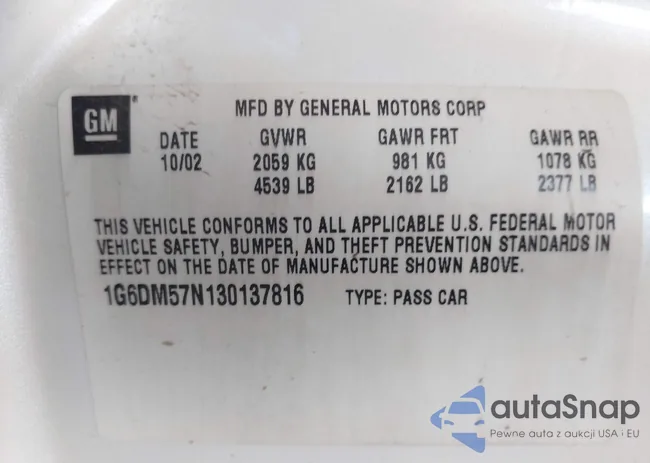 GM
MFD BY GENERAL MOTORS CORP
DATE GVWR GAWR FRT GAWR RR
10/02 2059 KG 981 KG 1078 KG
4539 LB 2162 LB 2377 LB
THIS VEHICLE CONFORMS TO ALL APPLICABLE U.S. FEDERAL MOTOR
VEHICLE SAFETY, BUMPER, AND THEFT PREVENTION STANDARDS IN
EFFECT ON THE DATE OF MANUFACTURE SHOWN ABOVE.
1G6DM57N130137816 TYPE: PASS CAR
autaSnap
Pewne auta z aukcji USA i EU